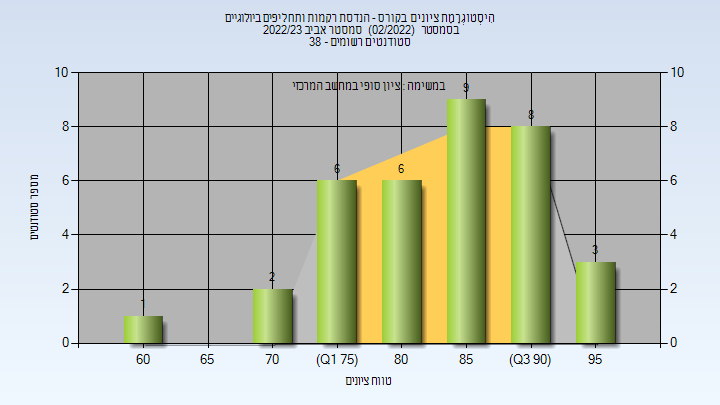 היסטוגרמת ציונים בקורס - הנדסת רקמות ותחליפים ביולוגיים
בסמסטר (02/2022) סמסטר אביב 2022/23
סטודנטים רשומים - 38
במשימה : ציון סופי במחשב המרכזי
10 10
8 8
6 6
4 4
2 2
0 0
1 2 6 6 9 8 3
60 65 70 (Q1 75) 80 85 (Q3 90) 95
מספר סטודנטים
טווח ציונים